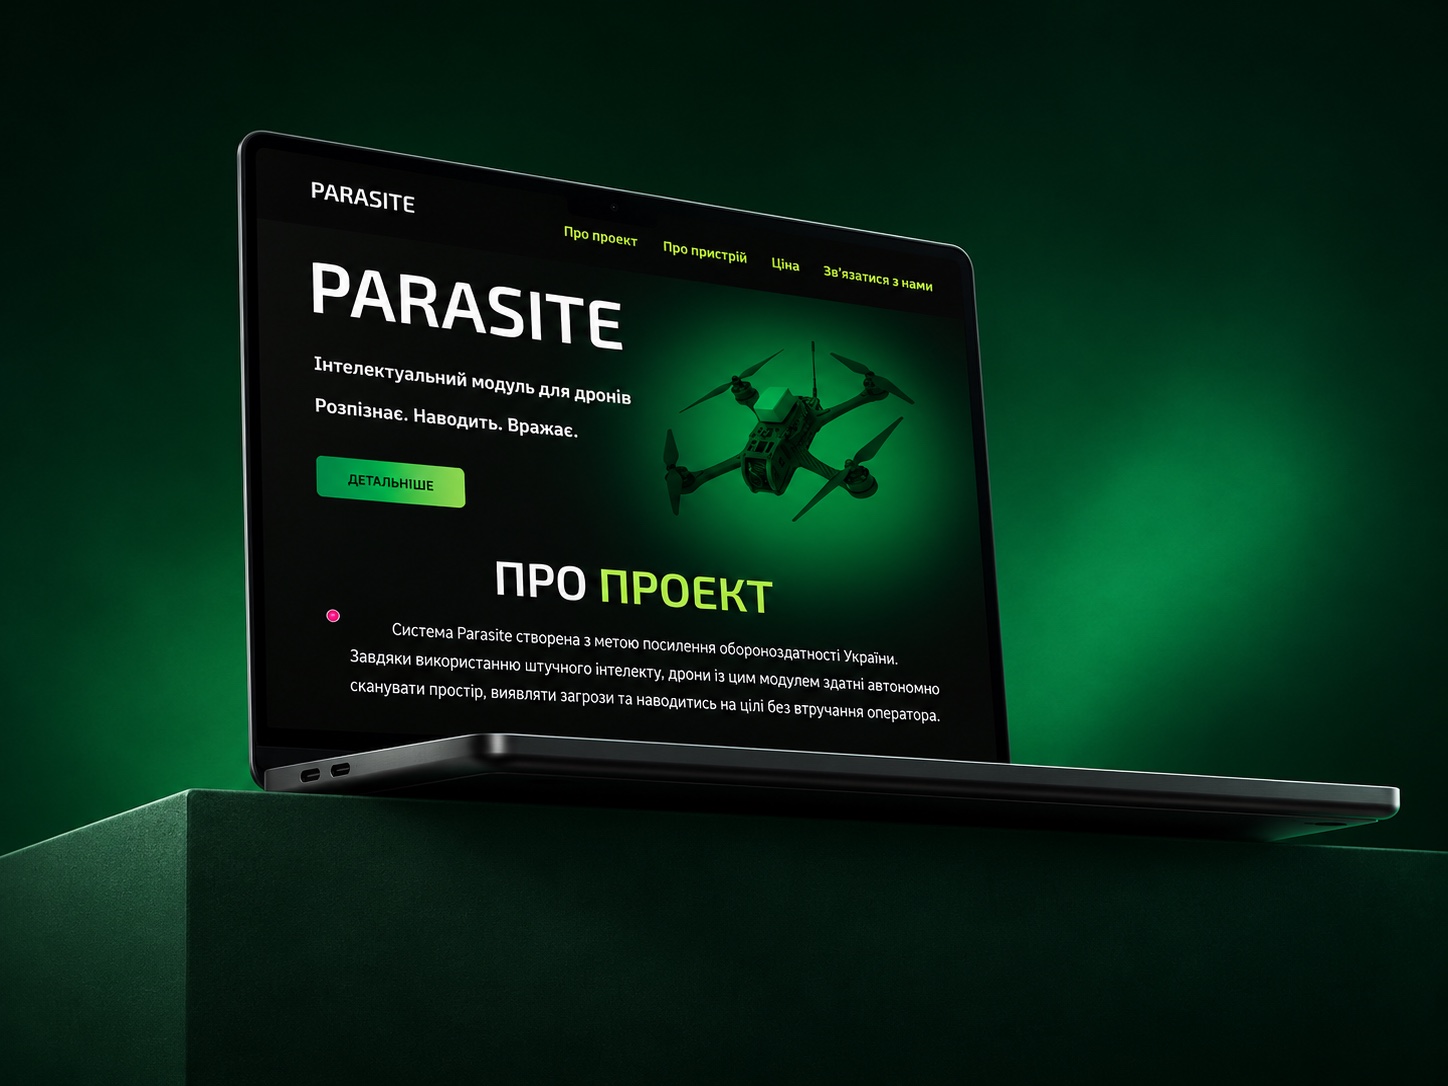 PARASITE
Про проект Про пристрій Ціна Зв'язатися з нами
PARASITE
Інтелектуальний модуль для дронів
Розпізнає. Наводить. Вражає.
ДЕТАЛЬНІШЕ
ПРО ПРОЕКТ
Система Parasite створена з метою посилення обороноздатності України.
Завдяки використанню штучного інтелекту, дрони із цим модулем здатні автономно
сканувати простір, виявляти загрози та наводитись на цілі без втручання оператора.